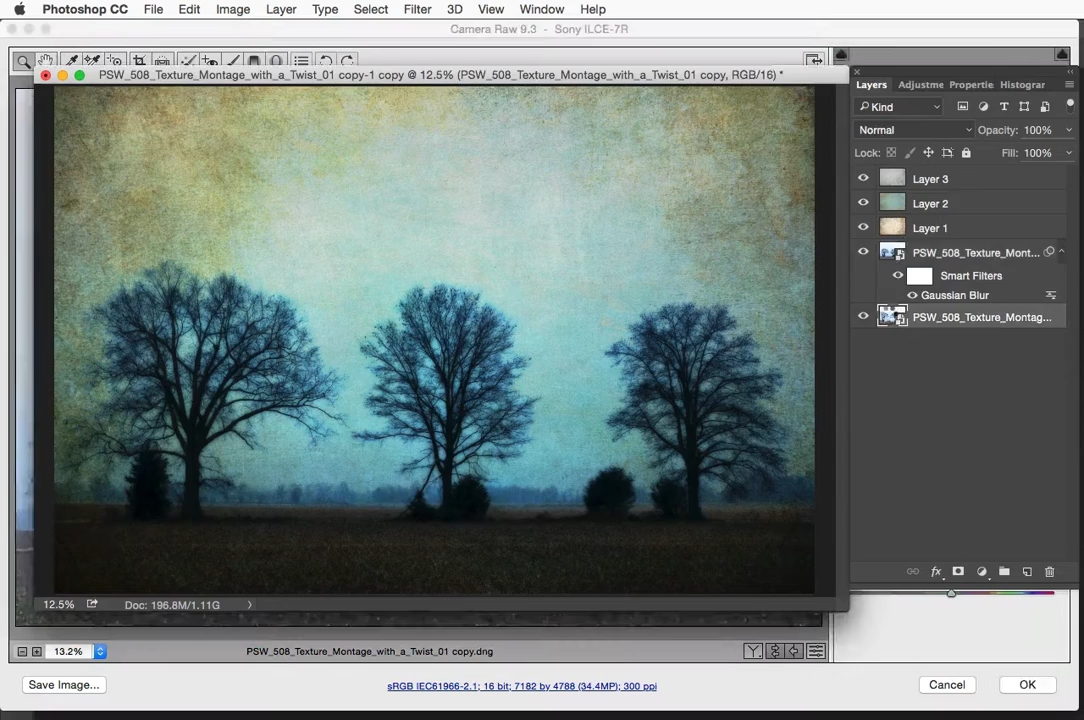 Photoshop CC File Edit Image Layer Type Select Filter 3D View Window Help
Camera Raw 9.3 - Sony ILCE-7R
PSW_508_Texture_Montage_with_a_Twist_01 copy-1 copy @ 12.5% (PSW_508_Texture_Montage_with_a_Twist_01 copy, RGB/16) *
Layers Adjustme Propertie Histograr
Kind
Normal Opacity: 100%
Lock: Fill: 100%
Layer 3
Layer 2
Layer 1
PSW_508_Texture_Mont...
Smart Filters
Gaussian Blur
PSW_508_Texture_Montag...
fx
12.5% Doc: 196.8M/1.11G
13.2% PSW_508_Texture_Montage_with_a_Twist_01 copy.dng
Y
Save Image... sRGB IEC61966-2.1; 16 bit; 7182 by 4788 (34.4MP); 300 ppi Cancel OK